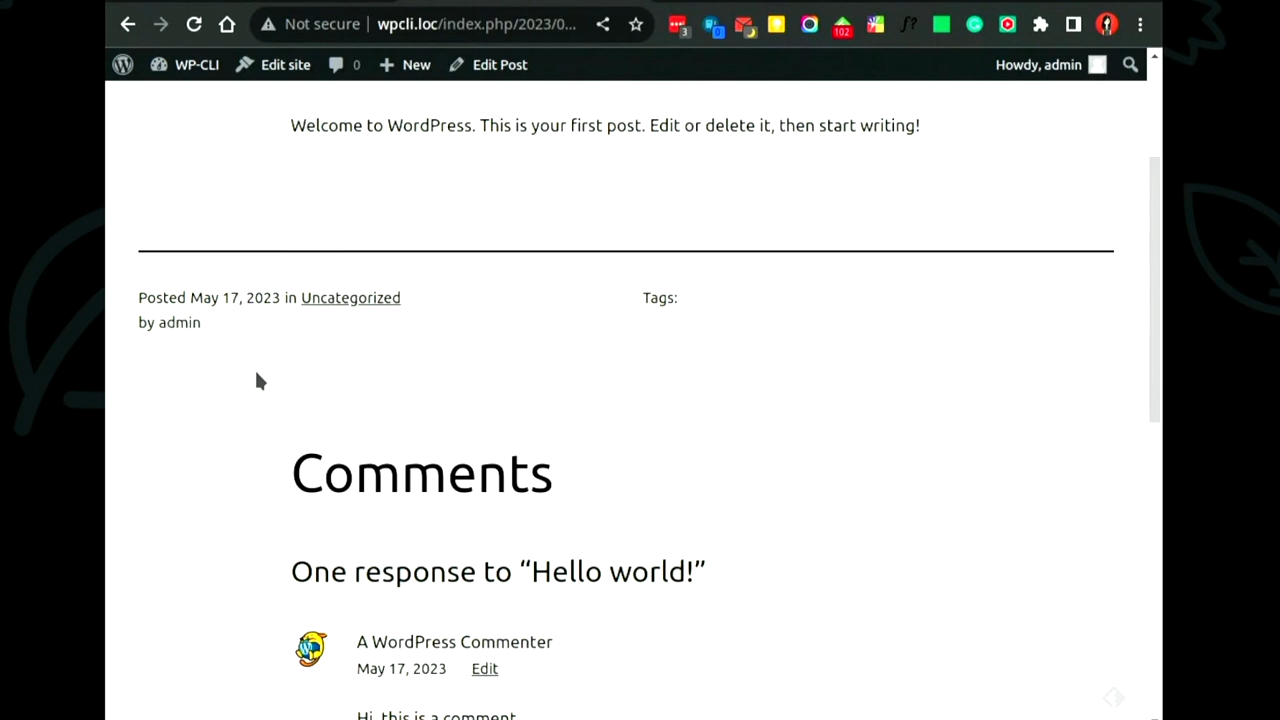 Not secure wpcli.loc/index.php/2023/0...
3
0
102
f?
WP-CLI Edit site 0 New Edit Post Howdy, admin
Welcome to WordPress. This is your first post. Edit or delete it, then start writing!
Posted May 17, 2023 in Uncategorized
by admin
Tags:
Comments
One response to “Hello world!”
A WordPress Commenter
May 17, 2023 Edit
Hi, this is a comment.